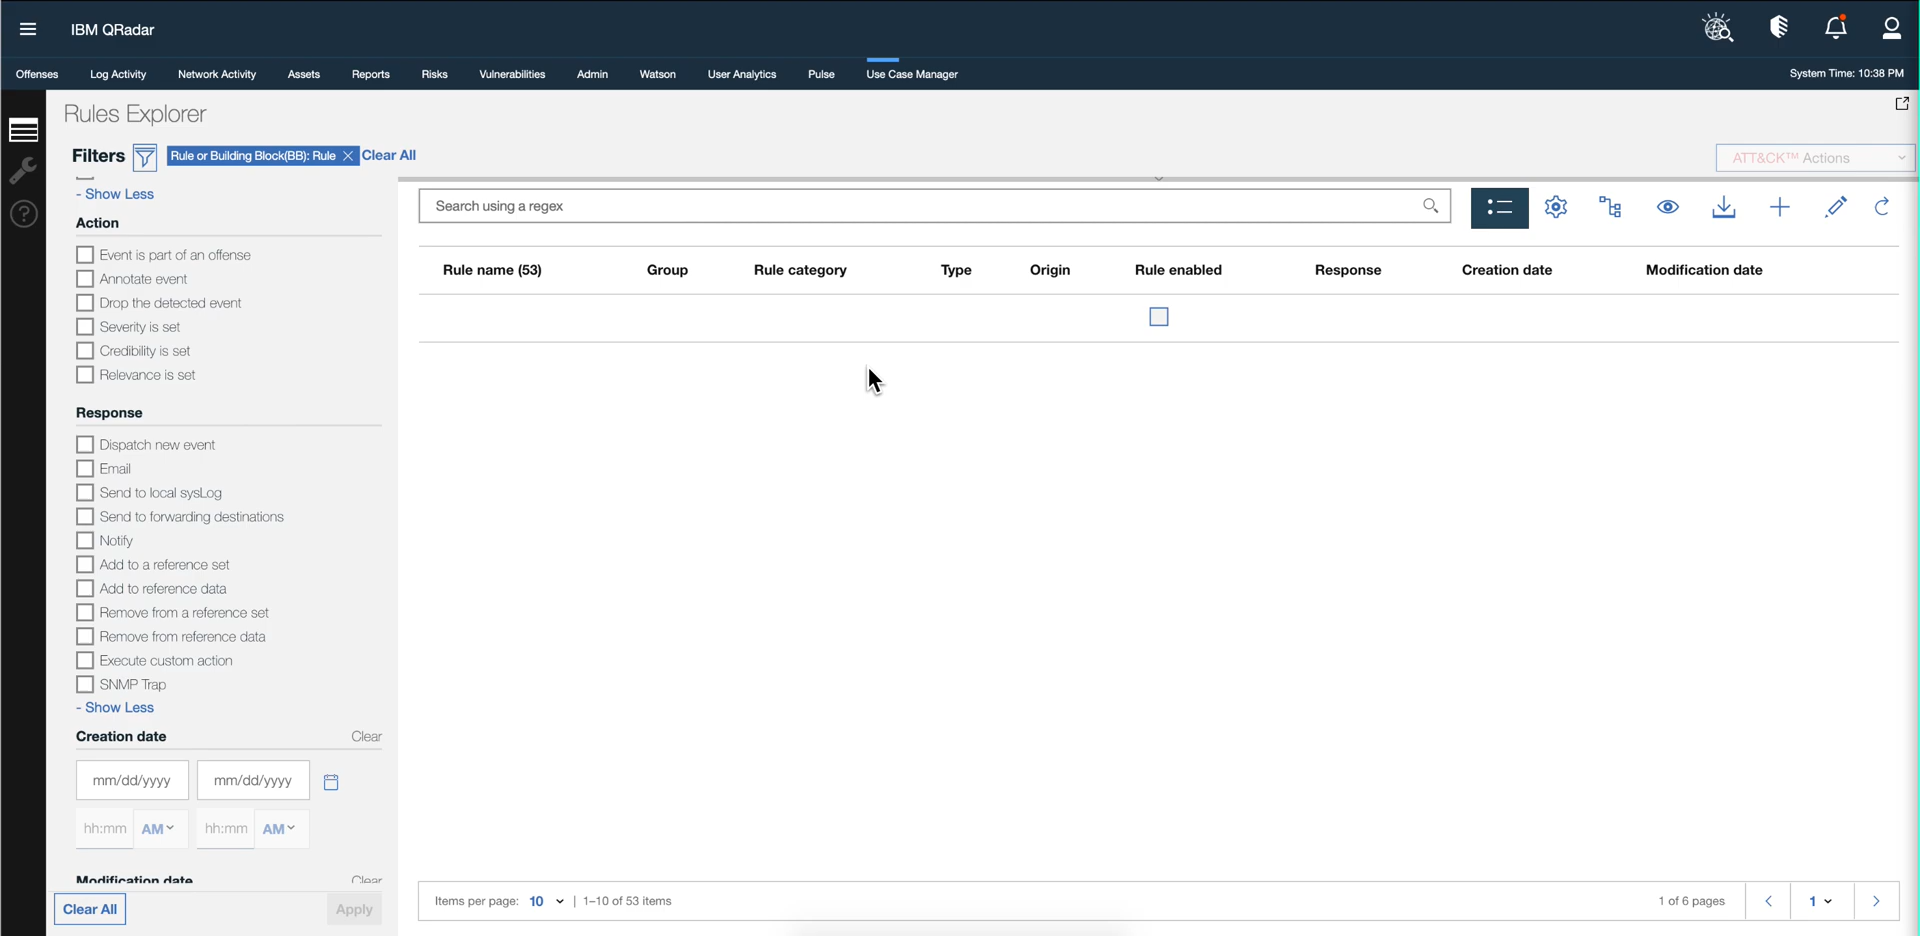 IBM QRadar
Offenses Log Activity Network Activity Assets Reports Risks Vulnerabilities Admin Watson User Analytics Pulse Use Case Manager System Time: 10:38 PM
Rules Explorer
Filters Rule or Building Block(BB): Rule Clear All
ATT&CK™ Actions
- Show Less
Search using a regex
Action
Event is part of an offense
Annotate event
Drop the detected event
Severity is set
Credibility is set
Relevance is set
Rule name (53) Group Rule category Type Origin Rule enabled Response Creation date Modification date
Response
Dispatch new event
Email
Send to local sysLog
Send to forwarding destinations
Notify
Add to a reference set
Add to reference data
Remove from a reference set
Remove from reference data
Execute custom action
SNMP Trap
- Show Less
Creation date Clear
mm/dd/yyyy mm/dd/yyyy
hh:mm AM hh:mm AM
Modification date Clear
Clear All Apply
Items per page: 10 | 1–10 of 53 items 1 of 6 pages 1